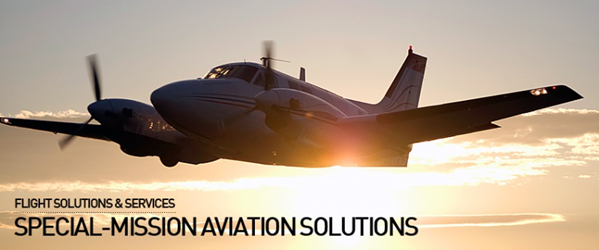 FLIGHT SOLUTIONS & SERVICES
SPECIAL-MISSION AVIATION SOLUTIONS